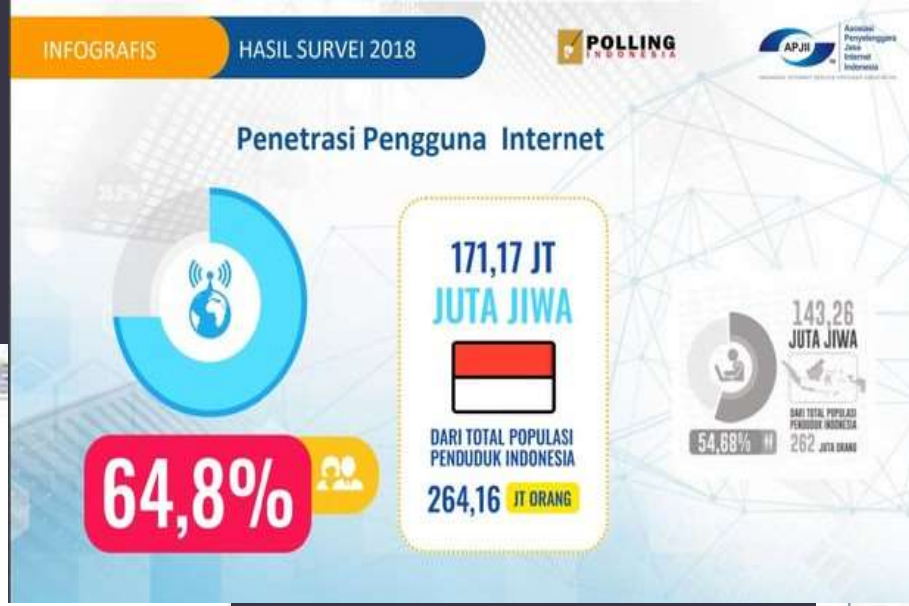 INFOGRAFIS
HASIL SURVEI 2018
POLLING
INDONESIA
APJII
Asosiasi
Penyelenggara
Jasa
Internet
Indonesia
Penetrasi Pengguna Internet
64,8%
171,17 JT
JUTA JIWA
DARI TOTAL POPULASI
PENDUDUK INDONESIA
264,16 JT ORANG
143,26
JUTA JIWA
DARI TOTAL POPULASI
PENDUDUK INDONESIA
54,68%
262 JUTA ORANG